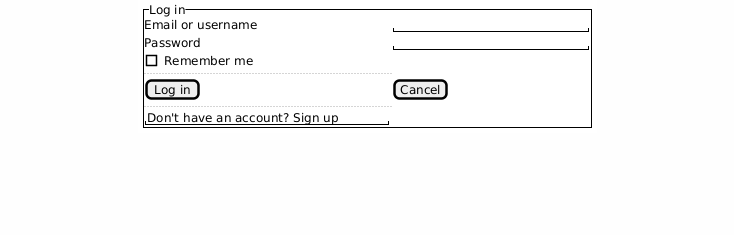 Log in
Email or username
Password
Remember me
Log in Cancel
Don't have an account? Sign up